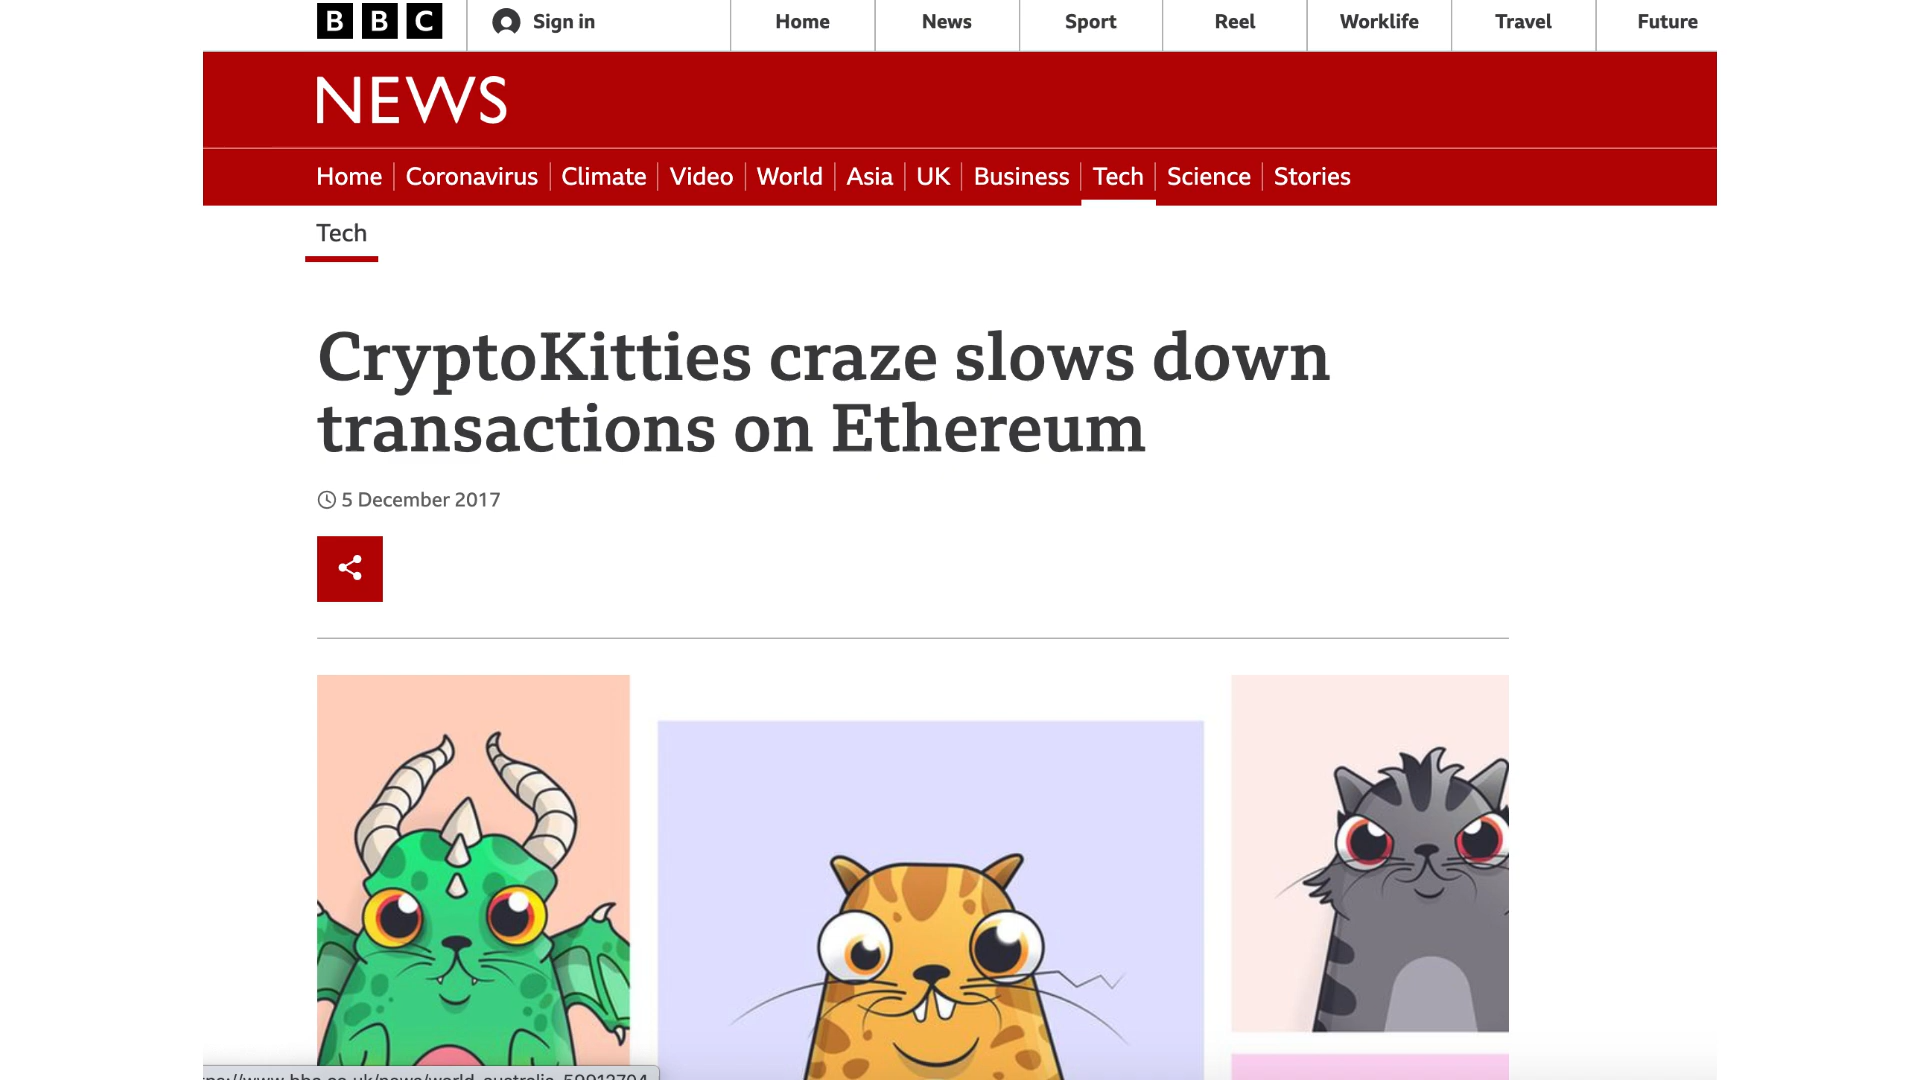 BBC Sign in Home News Sport Reel Worklife Travel Future
NEWS
Home Coronavirus Climate Video World Asia UK Business Tech Science Stories
Tech
CryptoKitties craze slows down
transactions on Ethereum
5 December 2017